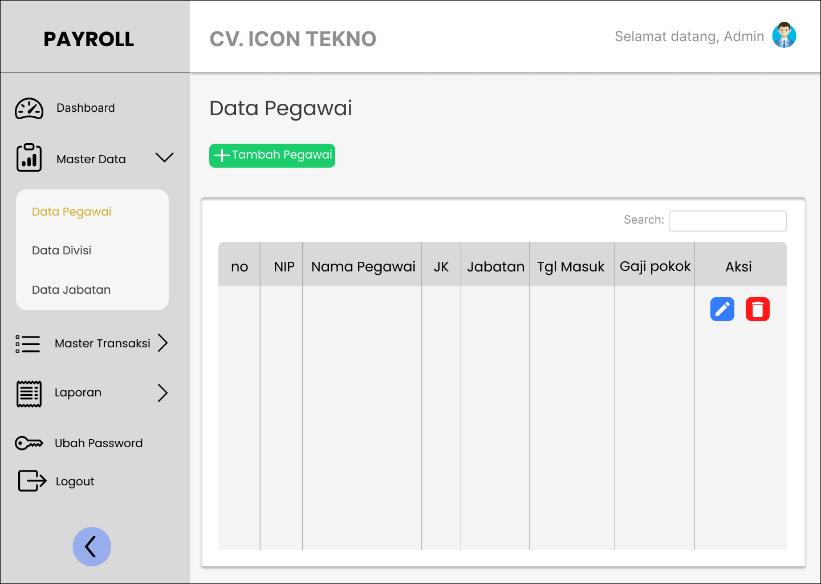 PAYROLL
CV. ICON TEKNO
Selamat datang, Admin
Dashboard
Master Data
Data Pegawai
Data Divisi
Data Jabatan
Master Transaksi
Laporan
Ubah Password
Logout
Data Pegawai
Tambah Pegawai
Search:
no NIP Nama Pegawai JK Jabatan Tgl Masuk Gaji pokok Aksi